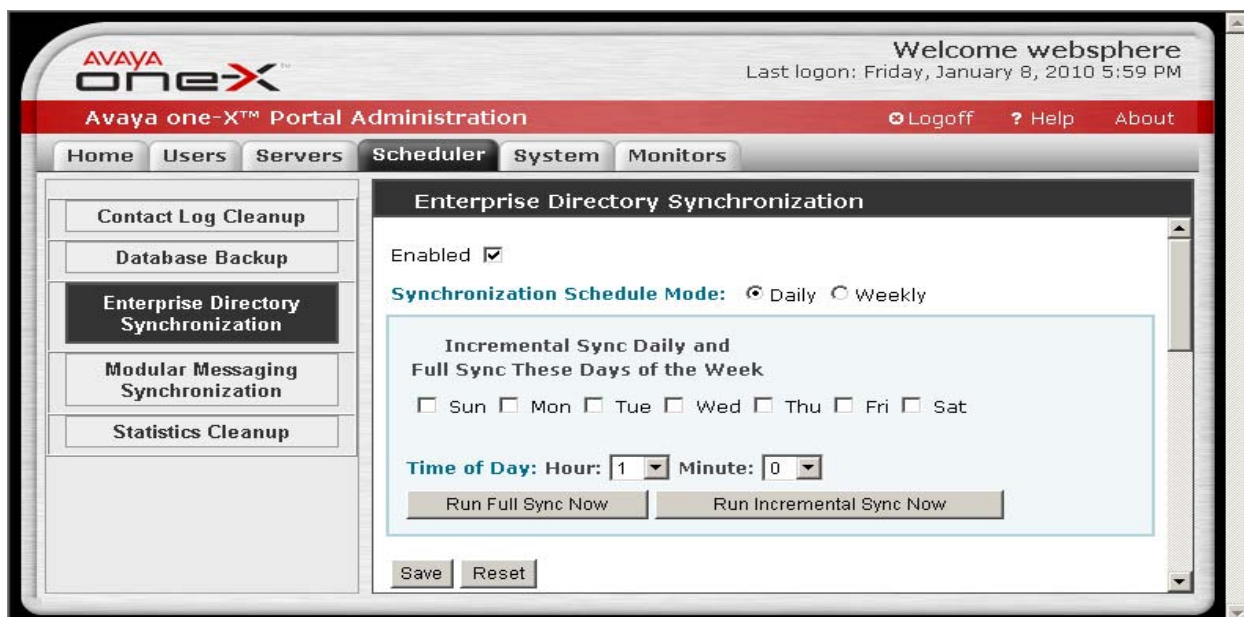 AVAYA
one-X™
Welcome websphere
Last logon: Friday, January 8, 2010 5:59 PM
Avaya one-X™ Portal Administration
Logoff ? Help About
Home Users Servers Scheduler System Monitors
Contact Log Cleanup
Database Backup
Enterprise Directory
Synchronization
Modular Messaging
Synchronization
Statistics Cleanup
Enterprise Directory Synchronization
Enabled
Synchronization Schedule Mode: Daily Weekly
Incremental Sync Daily and
Full Sync These Days of the Week
Sun Mon Tue Wed Thu Fri Sat
Time of Day: Hour: 1 Minute: 0
Run Full Sync Now Run Incremental Sync Now
Save Reset